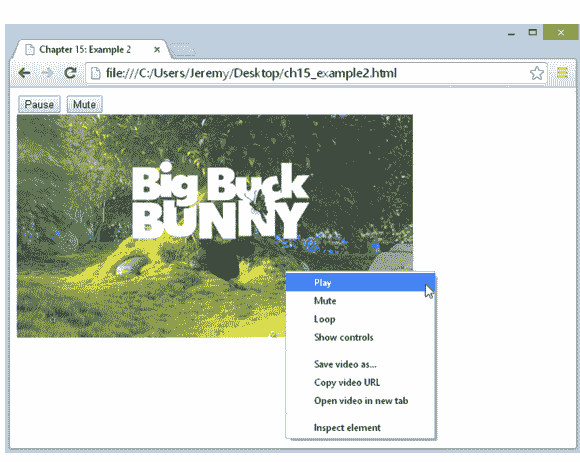 Chapter 15: Example 2
file:///C:/Users/Jeremy/Desktop/ch15_example2.html
Pause Mute
Big Buck
BUNNY
Play
Mute
Loop
Show controls
Save video as...
Copy video URL
Open video in new tab
Inspect element